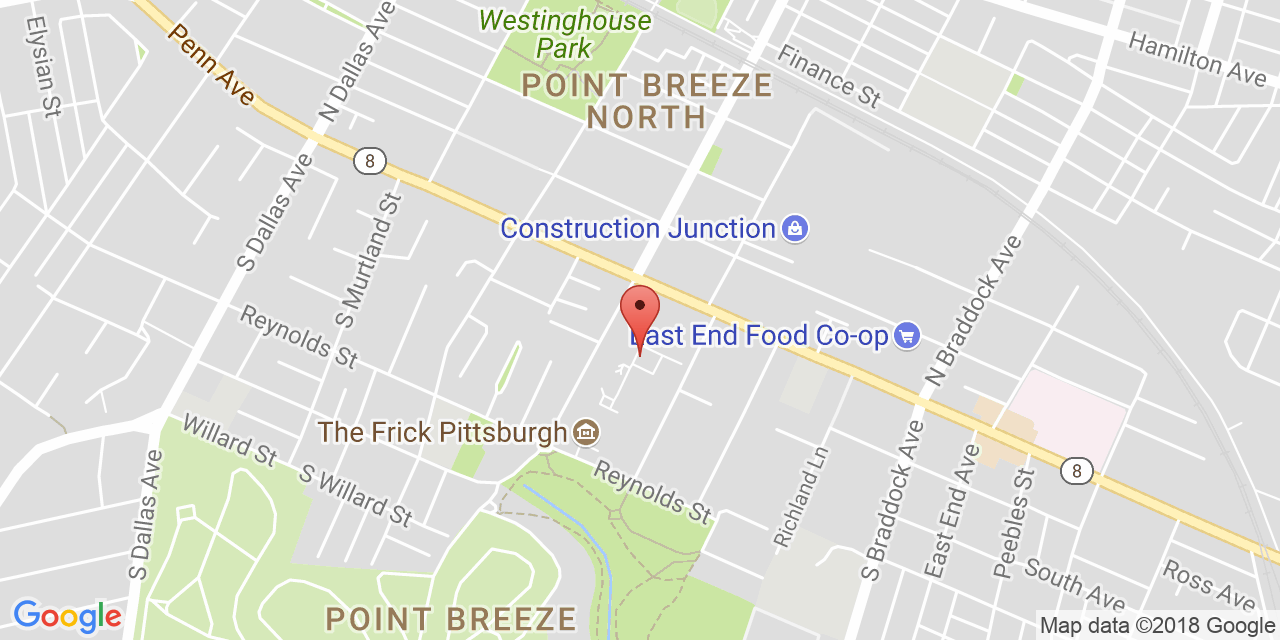 Westinghouse
Park
Elysian St
Penn Ave
N Dallas Ave
Finance St
Hamilton Ave
POINT BREEZE
NORTH
8
S Dallas Ave
S Murtland St
Construction Junction
Reynolds St
East End Food Co-op
N Braddock Ave
The Frick Pittsburgh
Willard St
S Willard St
Reynolds St
Richland Ln
S Braddock Ave
East End Ave
Peebles St
8
S Dallas Ave
South Ave
Ross Ave
POINT BREEZE
Google
Map data ©2018 Google